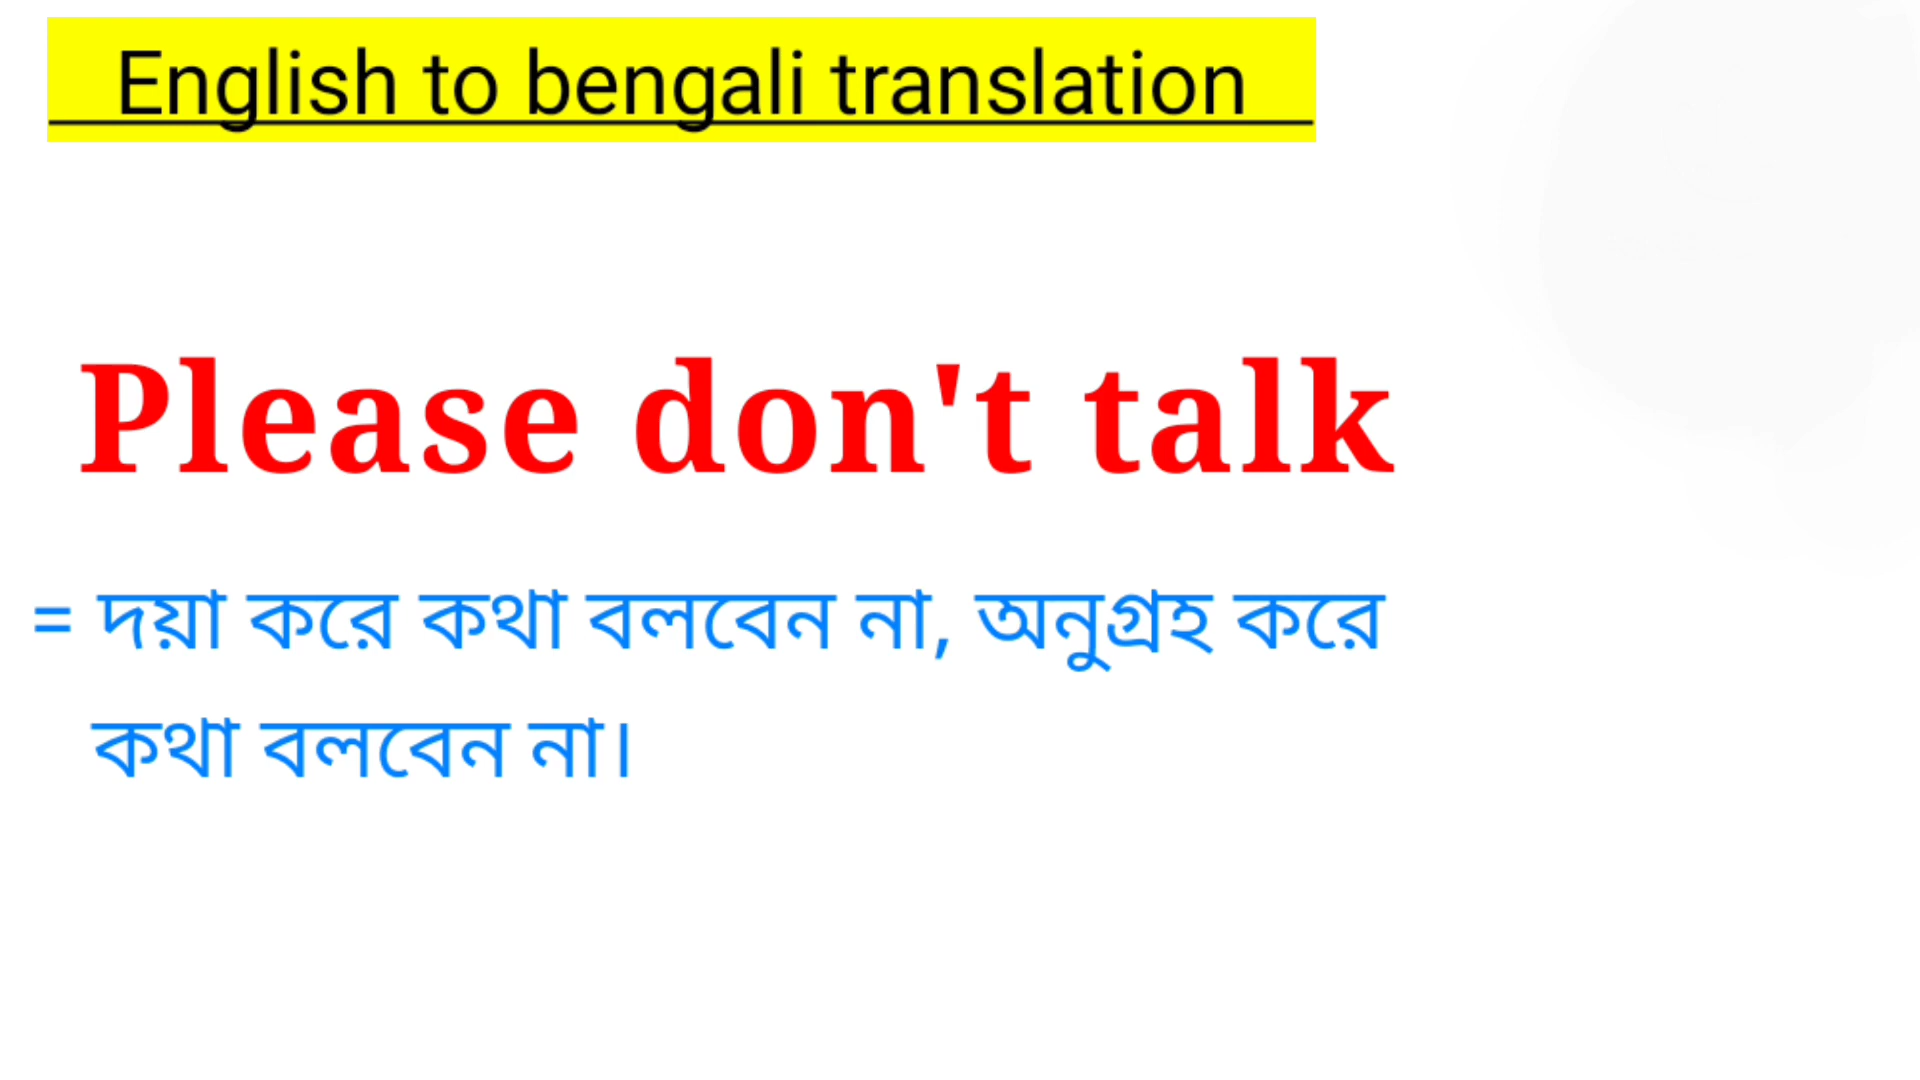 English to bengali translation
Please don't talk
= দয়া করে কথা বলবেন না, অনুগ্রহ করে
কথা বলবেন না।